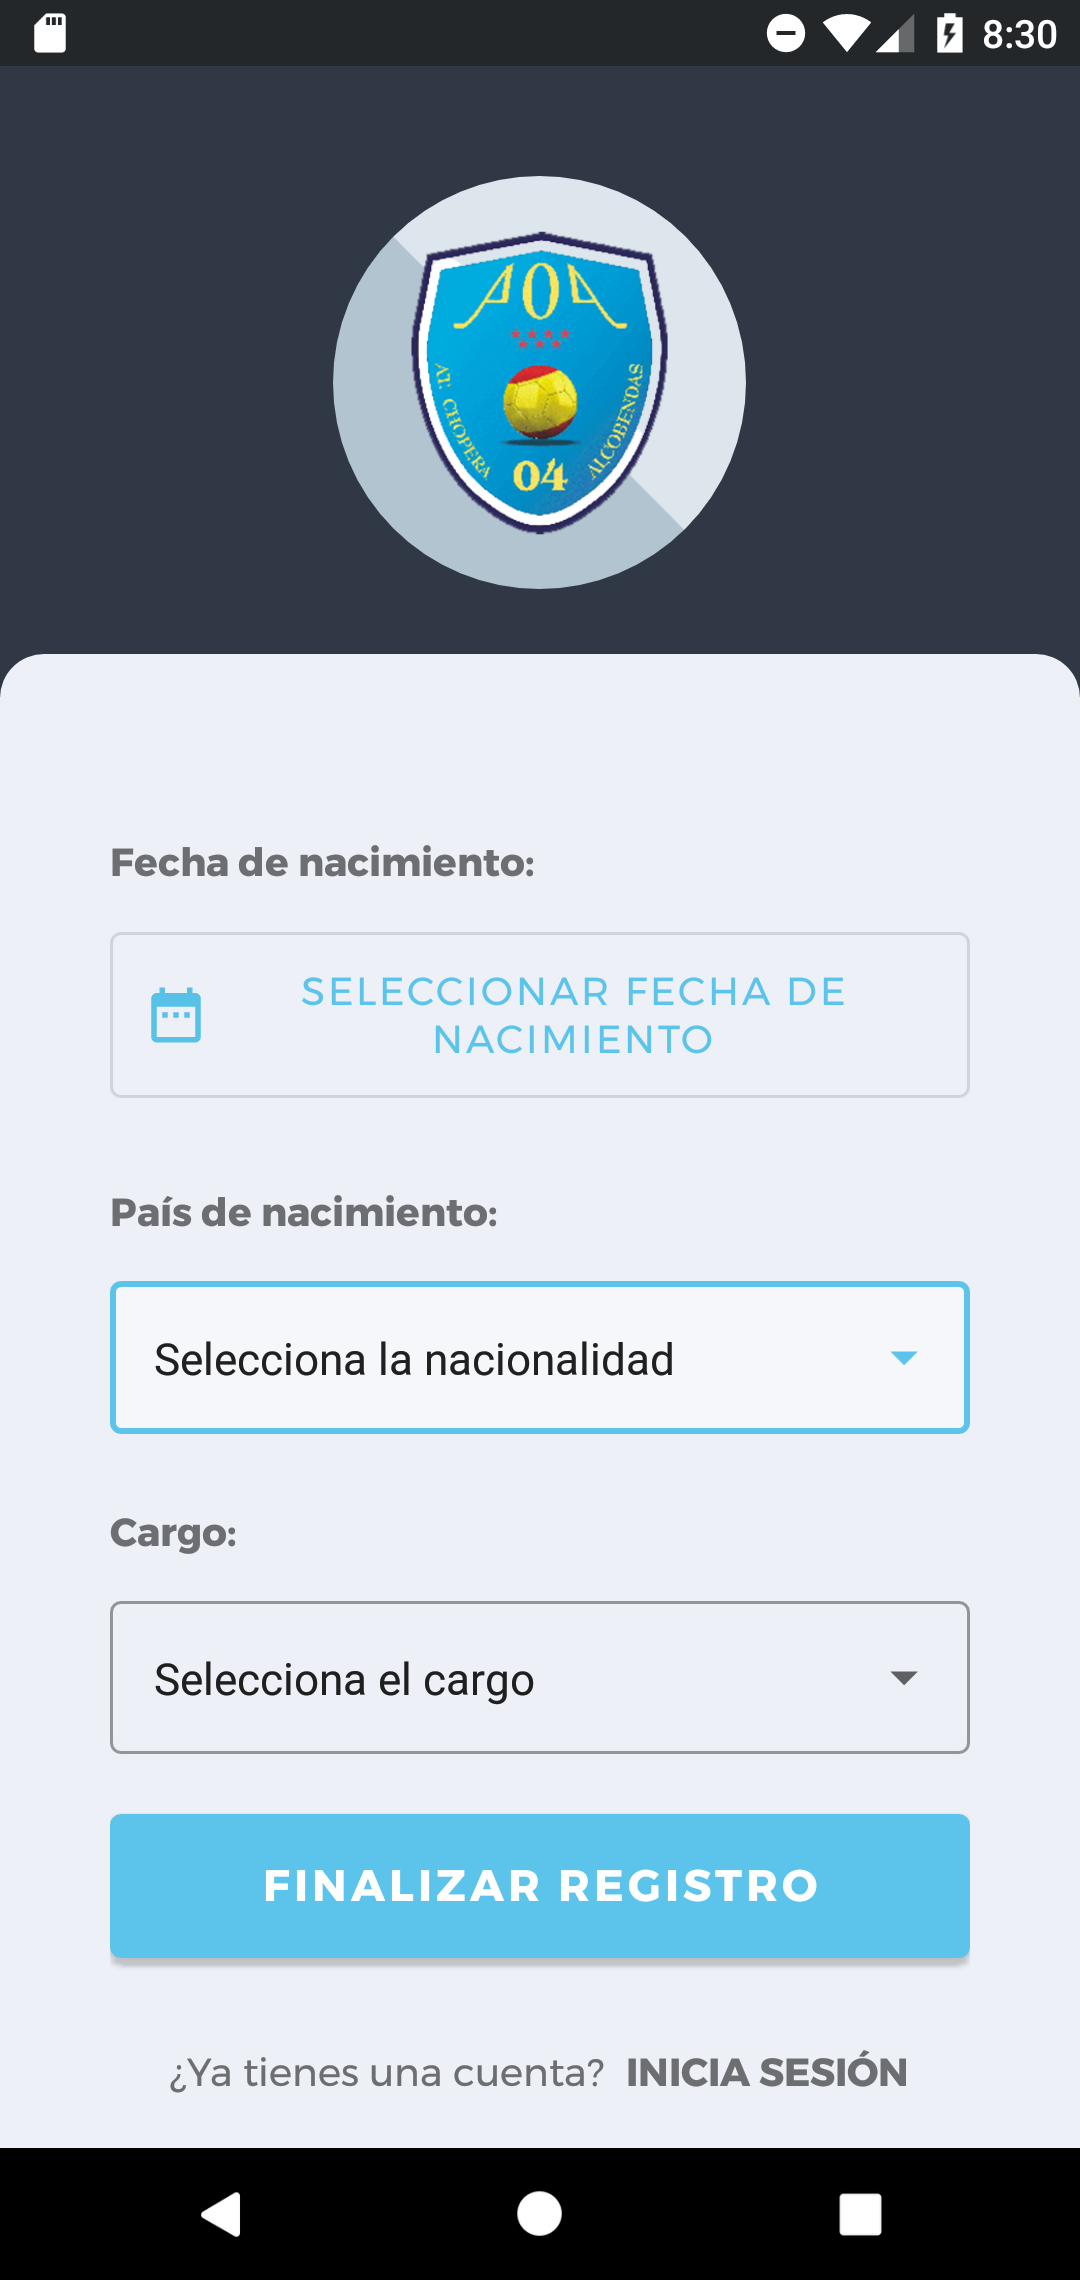 8:30
AOA
AT. CHOPERA
ALCOBENDAS
04
Fecha de nacimiento:
SELECCIONAR FECHA DE
NACIMIENTO
País de nacimiento:
Selecciona la nacionalidad
Cargo:
Selecciona el cargo
FINALIZAR REGISTRO
¿Ya tienes una cuenta? INICIA SESIÓN